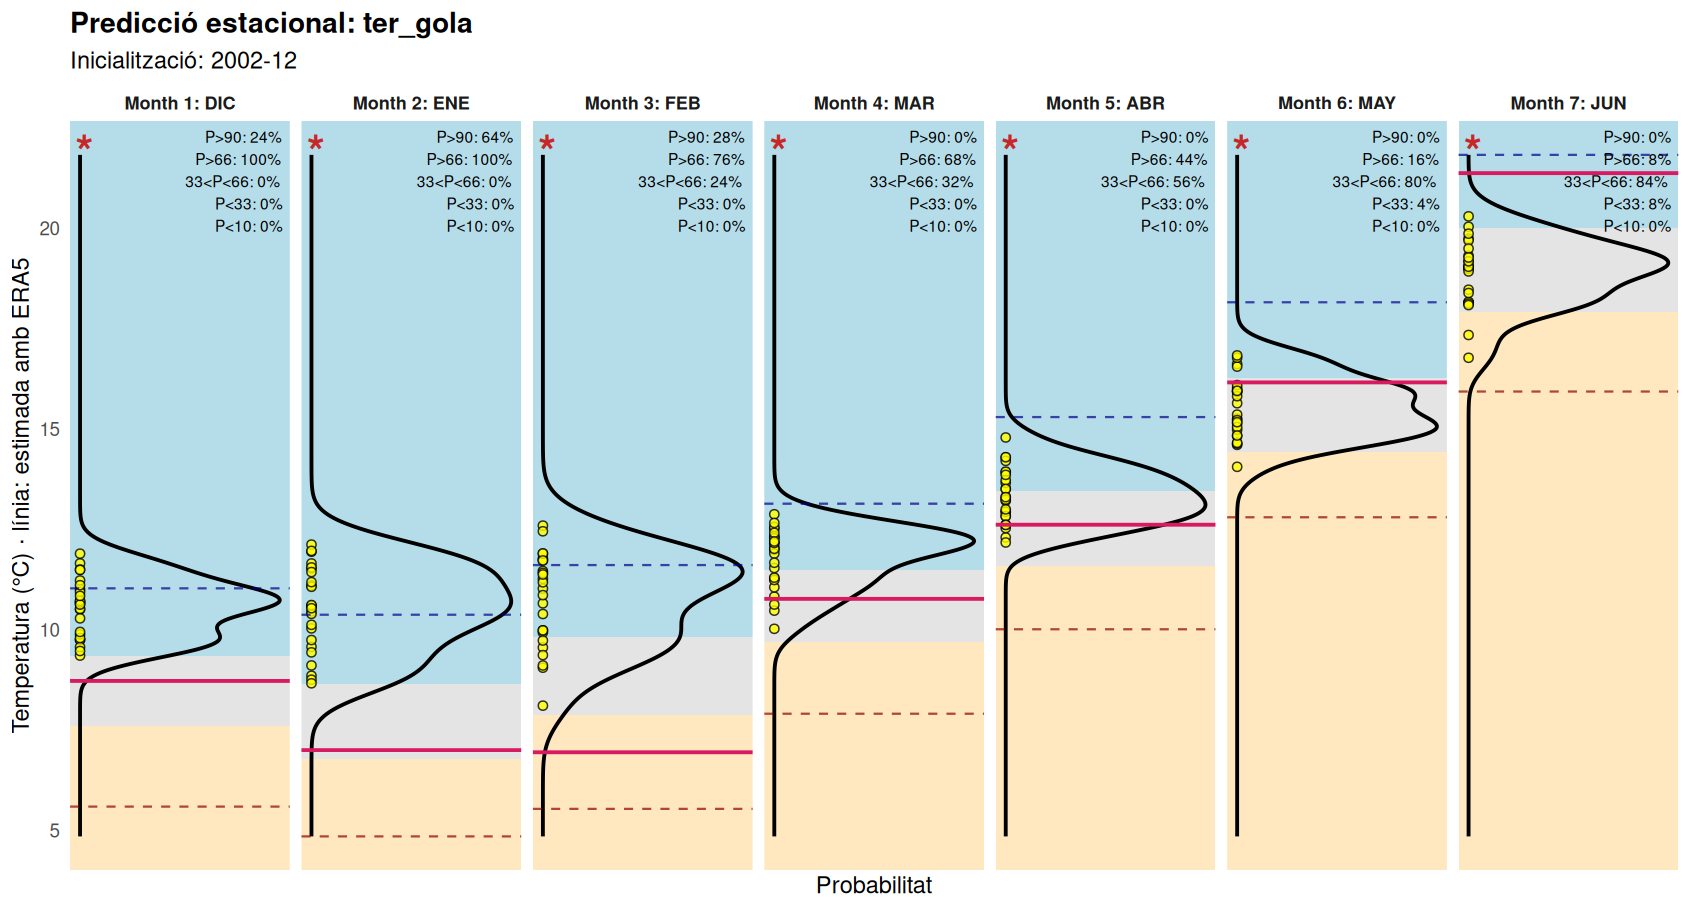 Predicció estacional: ter_gola
Inicialització: 2002-12
Month 1: DIC
Month 2: ENE
Month 3: FEB
Month 4: MAR
Month 5: ABR
Month 6: MAY
Month 7: JUN
*
P>90: 24%
P>66: 100%
33<P<66: 0%
P<33: 0%
P<10: 0%
*
P>90: 64%
P>66: 100%
33<P<66: 0%
P<33: 0%
P<10: 0%
*
P>90: 28%
P>66: 76%
33<P<66: 24%
P<33: 0%
P<10: 0%
*
P>90: 0%
P>66: 68%
33<P<66: 32%
P<33: 0%
P<10: 0%
*
P>90: 0%
P>66: 44%
33<P<66: 56%
P<33: 0%
P<10: 0%
*
P>90: 0%
P>66: 16%
33<P<66: 80%
P<33: 4%
P<10: 0%
*
P>90: 0%
P>66: 8%
33<P<66: 84%
P<33: 8%
P<10: 0%
20
15
10
5
Temperatura (°C) · línia: estimada amb ERA5
Probabilitat